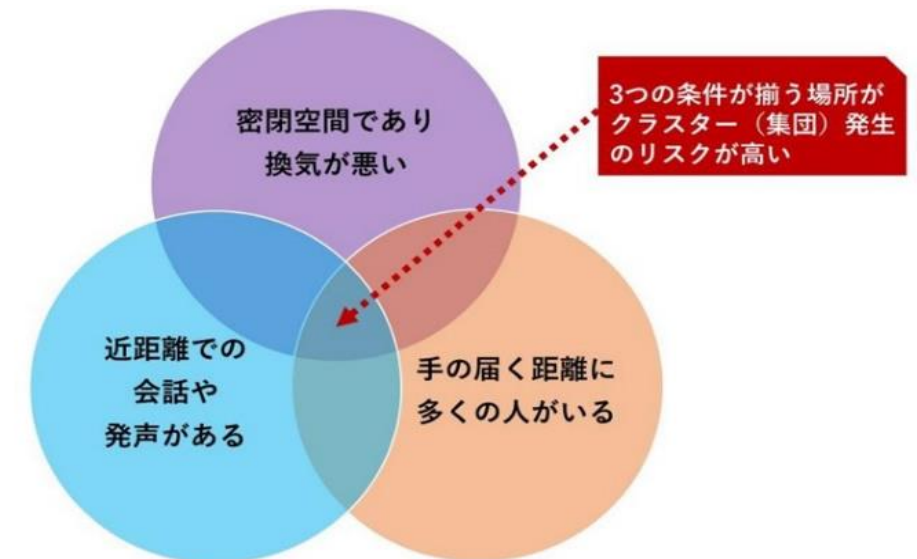 密閉空間であり
換気が悪い
3つの条件が揃う場所が
クラスター（集団）発生
のリスクが高い
近距離での
会話や
発声がある
手の届く距離に
多くの人がいる